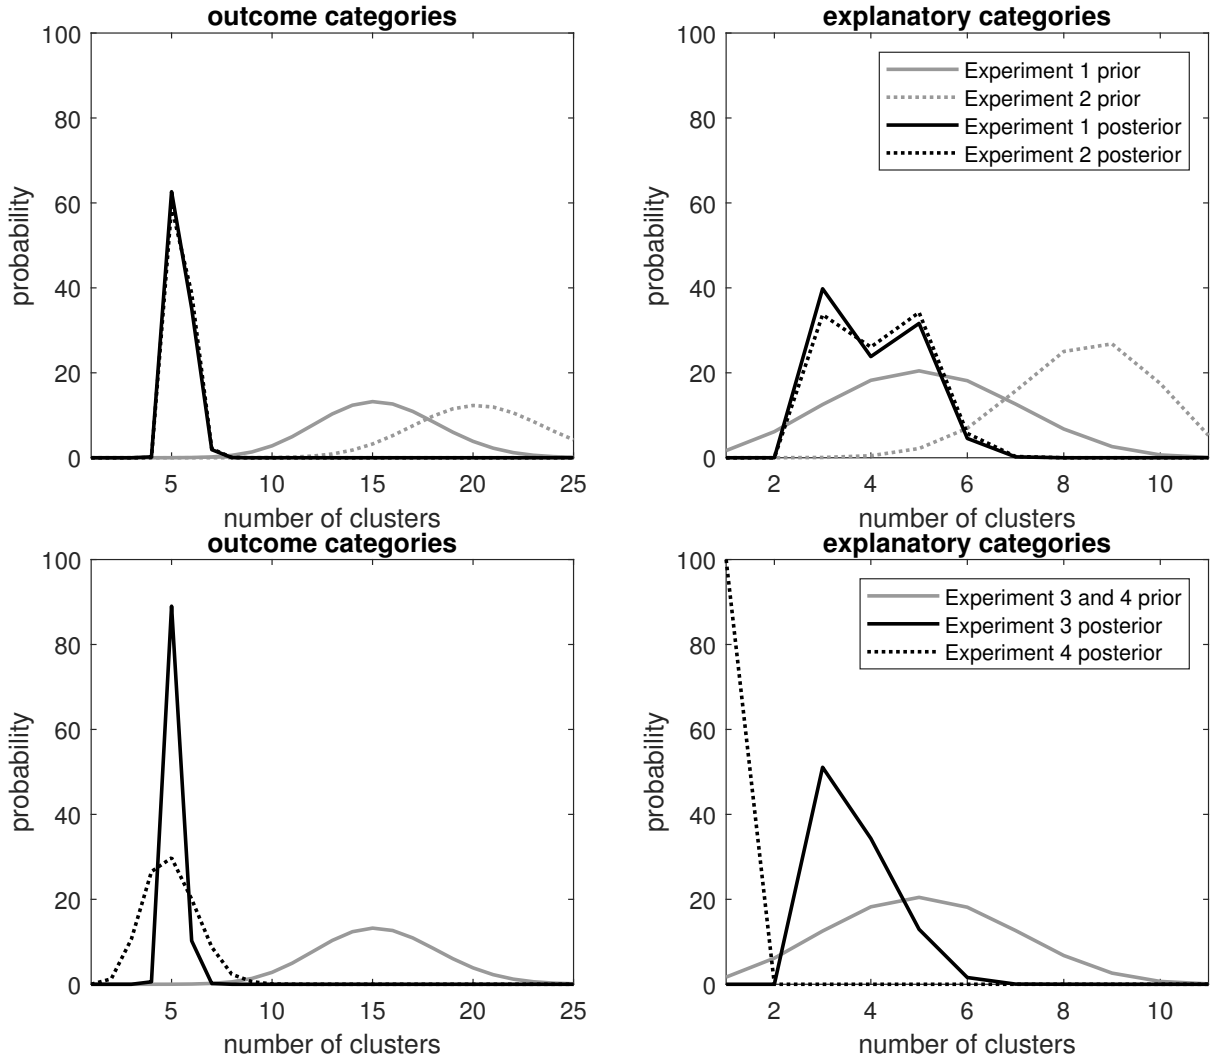 outcome categories
100
80
60
40
20
0
probability
5
10
15
20
25
number of clusters
explanatory categories
100
80
60
40
20
0
probability
2
4
6
8
10
number of clusters
Experiment 1 prior
Experiment 2 prior
Experiment 1 posterior
Experiment 2 posterior
outcome categories
100
80
60
40
20
0
probability
5
10
15
20
25
number of clusters
explanatory categories
100
80
60
40
20
0
probability
2
4
6
8
10
number of clusters
Experiment 3 and 4 prior
Experiment 3 posterior
Experiment 4 posterior